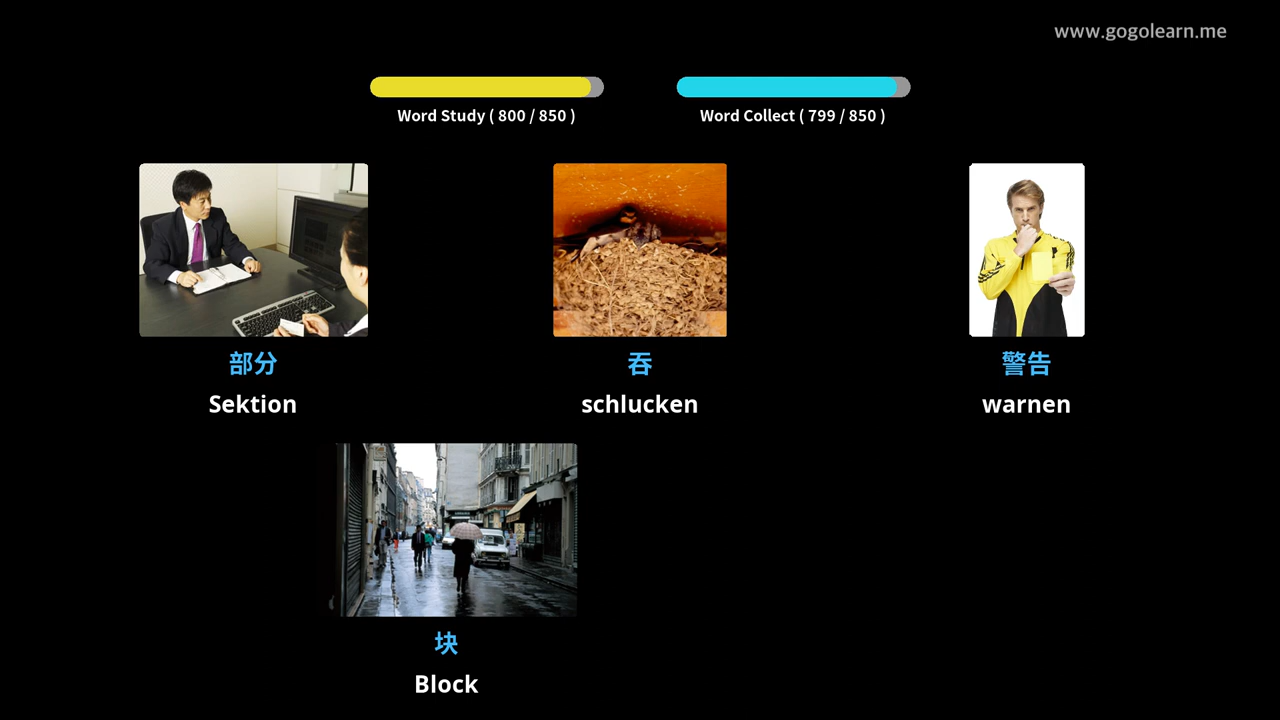 www.gogolearn.me
Word Study ( 800 / 850 )
Word Collect ( 799 / 850 )
部分
Sektion
吞
schlucken
警告
warnen
块
Block